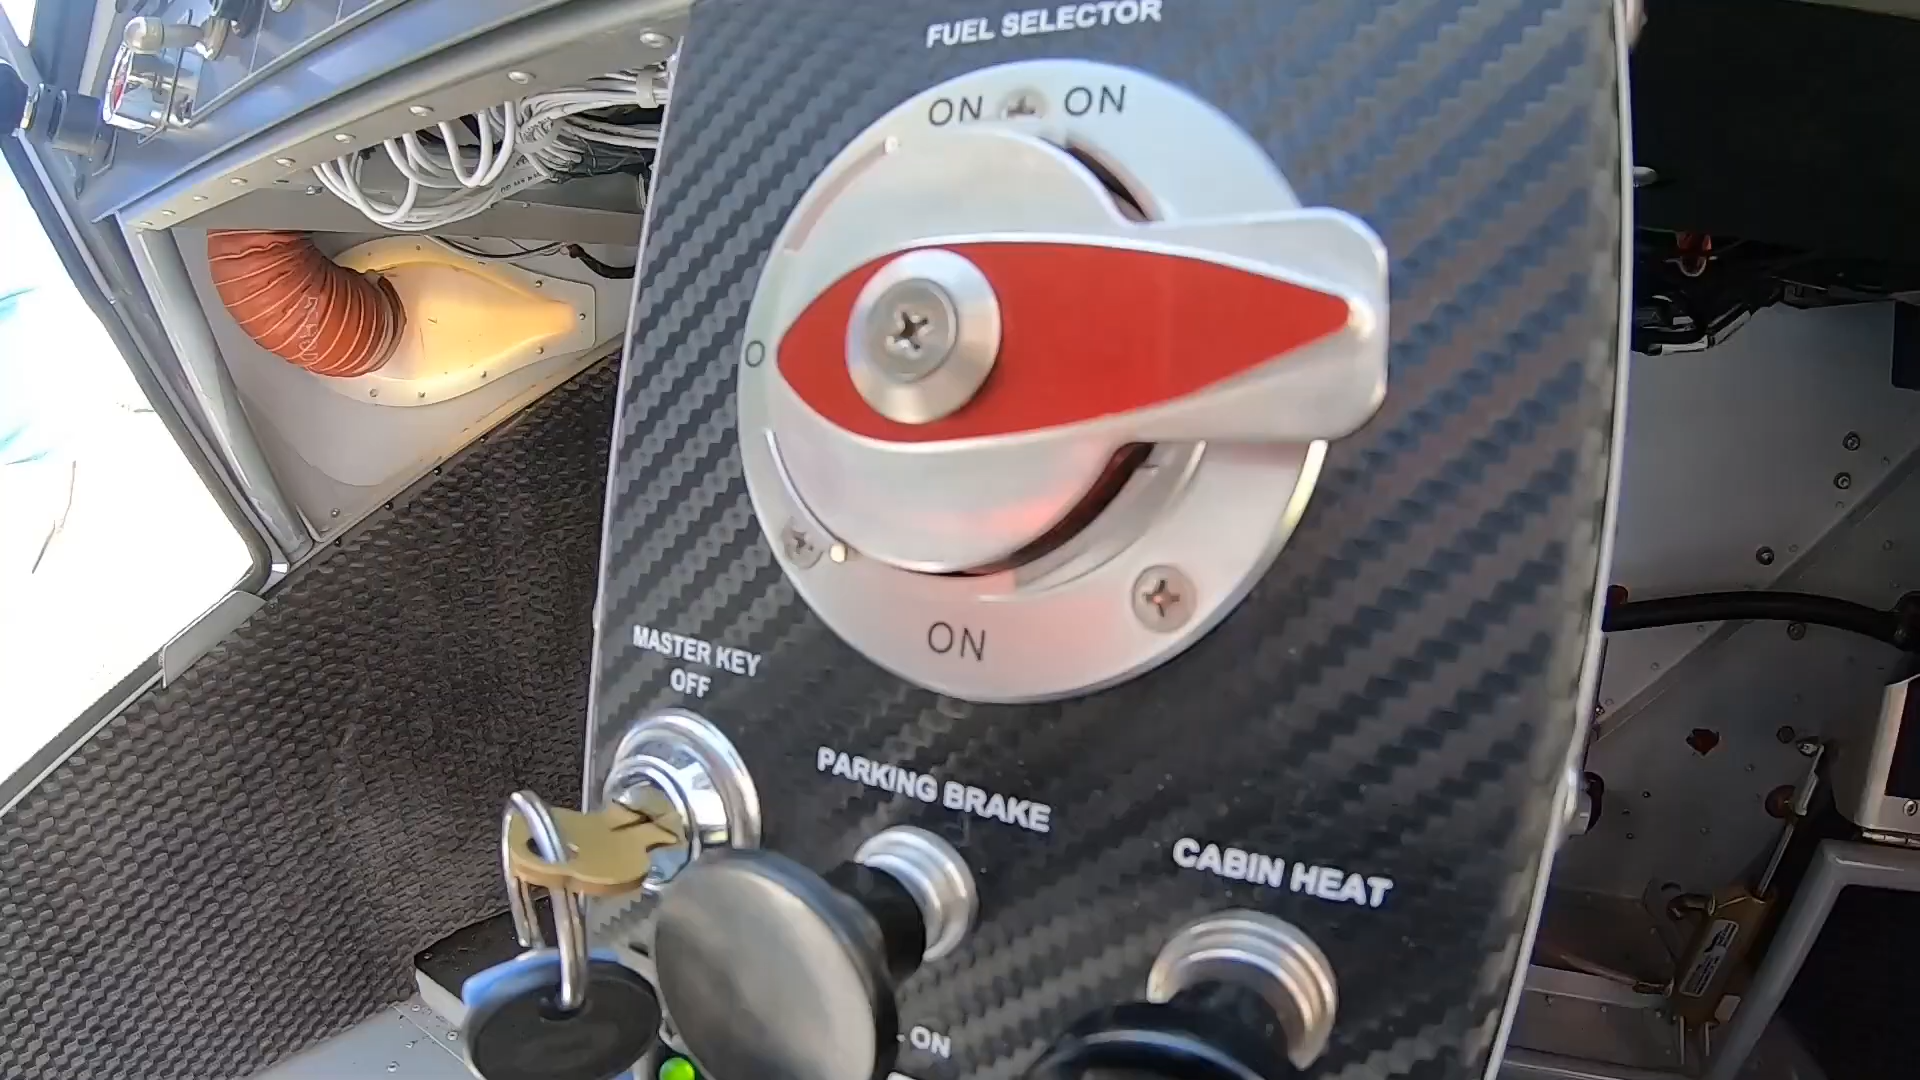 FUEL SELECTOR
ON ON
O
ON
MASTER KEY
OFF
PARKING BRAKE
CABIN HEAT
ON